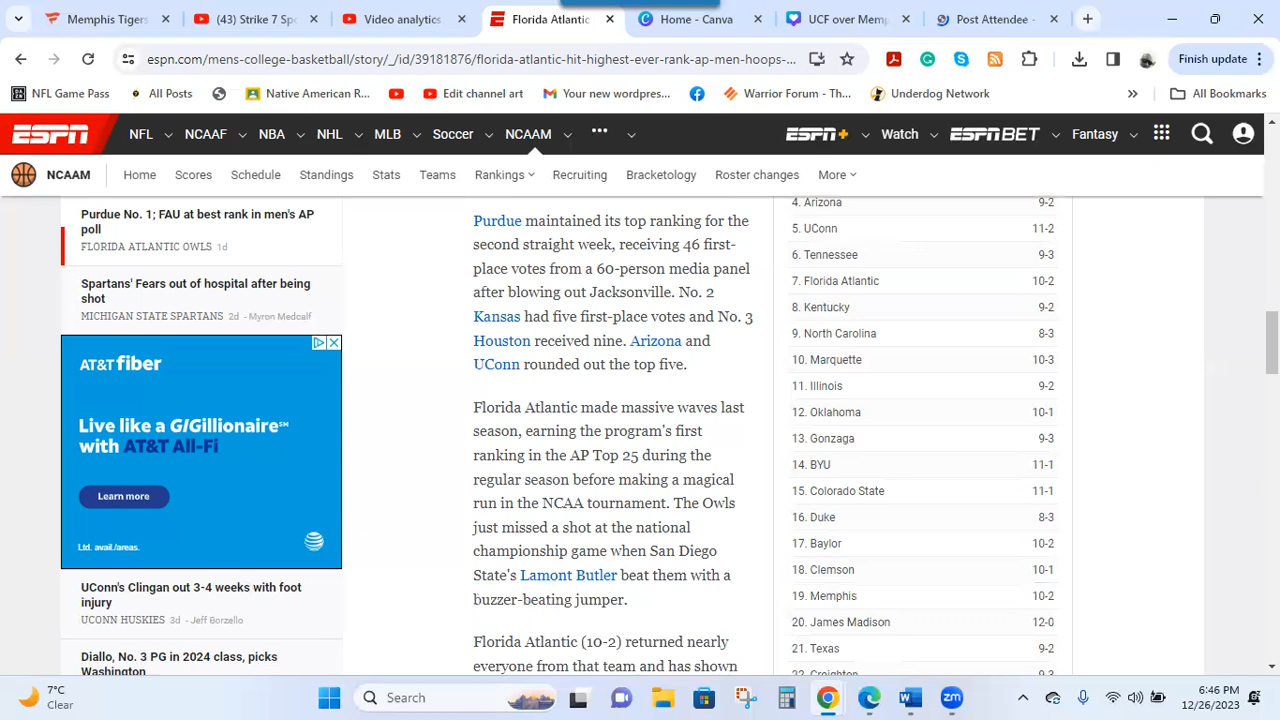 Memphis Tigers
(43) Strike 7 Sp
Video analytics
Florida Atlantic
Home - Canva
UCF over Memp
Post Attendee -
espn.com/mens-college-basketball/story/_/id/39181876/florida-atlantic-hit-highest-ever-rank-ap-men-hoops-...
Finish update
NFL Game Pass
All Posts
Native American R...
Edit channel art
Your new wordpres...
Warrior Forum - Th...
Underdog Network
All Bookmarks
ESPN NFL NCAAF NBA NHL MLB Soccer NCAAM ... ESPN+ Watch ESPN BET Fantasy
NCAAM Home Scores Schedule Standings Stats Teams Rankings Recruiting Bracketology Roster changes More
Purdue No. 1; FAU at best rank in men's AP
poll
FLORIDA ATLANTIC OWLS 1d
Spartans' Fears out of hospital after being
shot
MICHIGAN STATE SPARTANS 2d - Myron Medcalf
AT&T fiber
Live like a GIGillionaire℠
with AT&T All-Fi
Learn more
Ltd. avail./areas.
UConn's Clingan out 3-4 weeks with foot
injury
UCONN HUSKIES 3d - Jeff Borzello
Diallo, No. 3 PG in 2024 class, picks
Washington
Purdue maintained its top ranking for the
second straight week, receiving 46 first-
place votes from a 60-person media panel
after blowing out Jacksonville. No. 2
Kansas had five first-place votes and No. 3
Houston received nine. Arizona and
UConn rounded out the top five.
Florida Atlantic made massive waves last
season, earning the program's first
ranking in the AP Top 25 during the
regular season before making a magical
run in the NCAA tournament. The Owls
just missed a shot at the national
championship game when San Diego
State's Lamont Butler beat them with a
buzzer-beating jumper.
Florida Atlantic (10-2) returned nearly
everyone from that team and has shown
4. Arizona 9-2
5. UConn 11-2
6. Tennessee 9-3
7. Florida Atlantic 10-2
8. Kentucky 9-2
9. North Carolina 8-3
10. Marquette 10-3
11. Illinois 9-2
12. Oklahoma 10-1
13. Gonzaga 9-3
14. BYU 11-1
15. Colorado State 11-1
16. Duke 8-3
17. Baylor 10-2
18. Clemson 10-1
19. Memphis 10-2
20. James Madison 12-0
21. Texas 9-2
22. Creighton 9-3
7°C
Clear
Search
zm
6:46 PM
12/26/2023